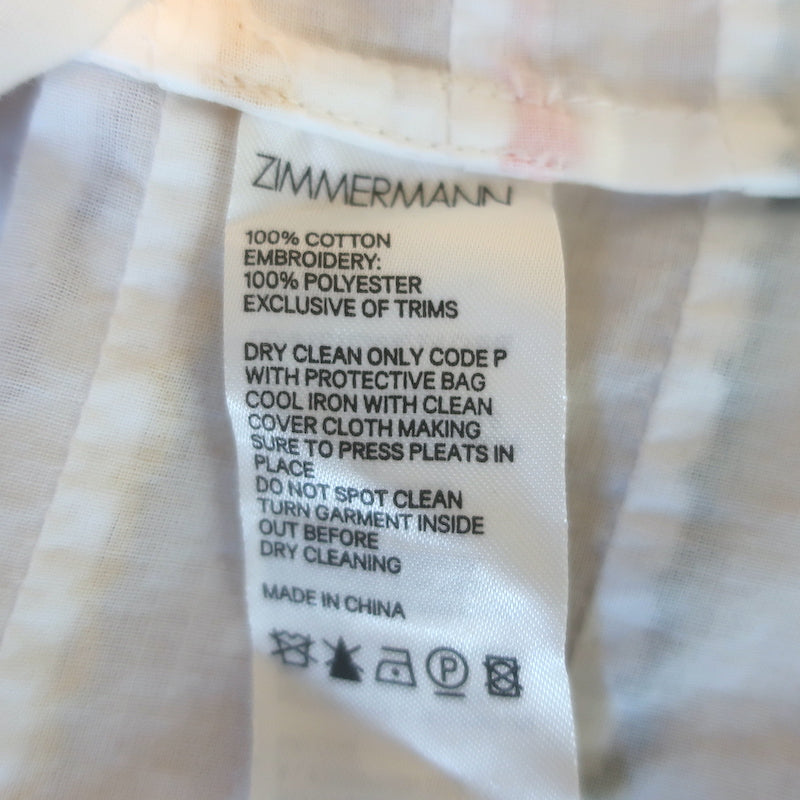 ZIMMERMANN
100% COTTON
EMBROIDERY:
100% POLYESTER
EXCLUSIVE OF TRIMS
DRY CLEAN ONLY CODE P
WITH PROTECTIVE BAG
COOL IRON WITH CLEAN
COVER CLOTH MAKING
SURE TO PRESS PLEATS IN
PLACE
DO NOT SPOT CLEAN
TURN GARMENT INSIDE
OUT BEFORE
DRY CLEANING
MADE IN CHINA
P